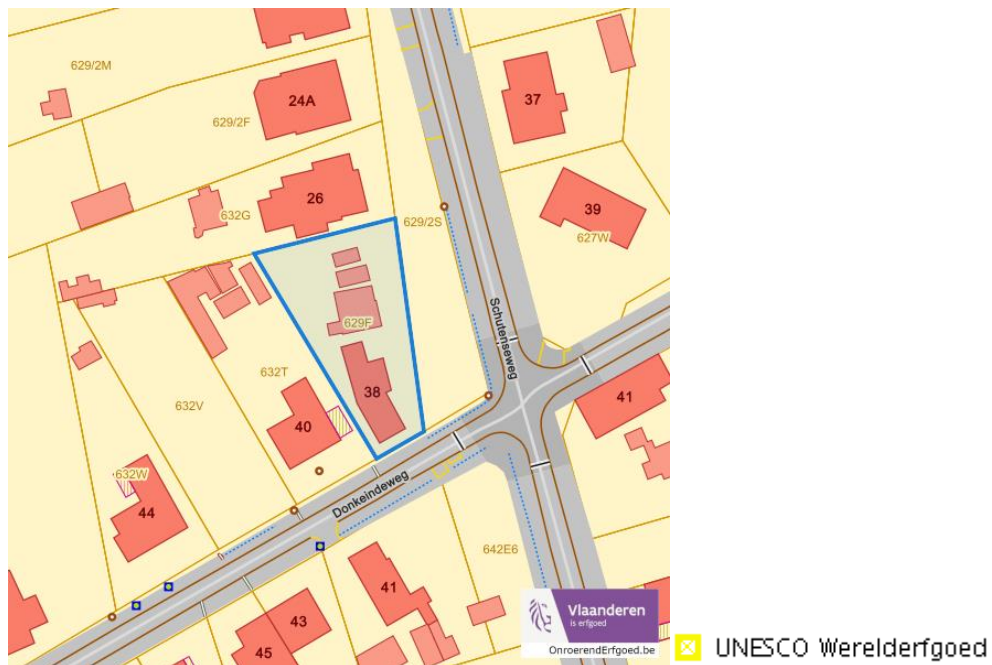 629/2M
24A
37
629/2F
26
39
632G
629/2S
627W
Schutenseweg
629F
632T
38
632V
40
41
632W
44
Donkeindeweg
642E6
41
43
45
Vlaanderen
is erfgoed
OnroerendErfgoed.be
UNESCO Werelderfgoed